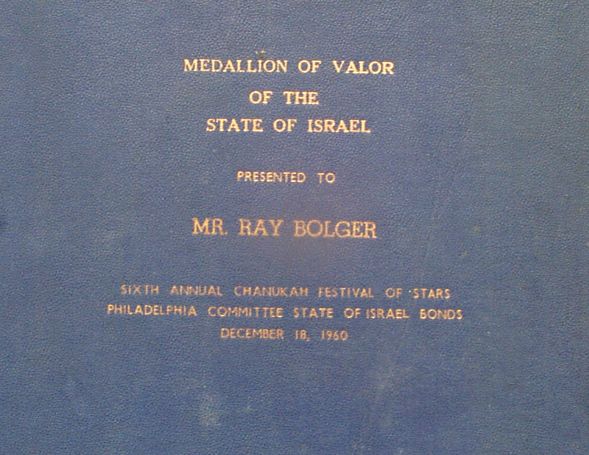 MEDALLION OF VALOR
OF THE
STATE OF ISRAEL
PRESENTED TO
MR. RAY BOLGER
SIXTH ANNUAL CHANUKAH FESTIVAL OF STARS
PHILADELPHIA COMMITTEE STATE OF ISRAEL BONDS
DECEMBER 18, 1960